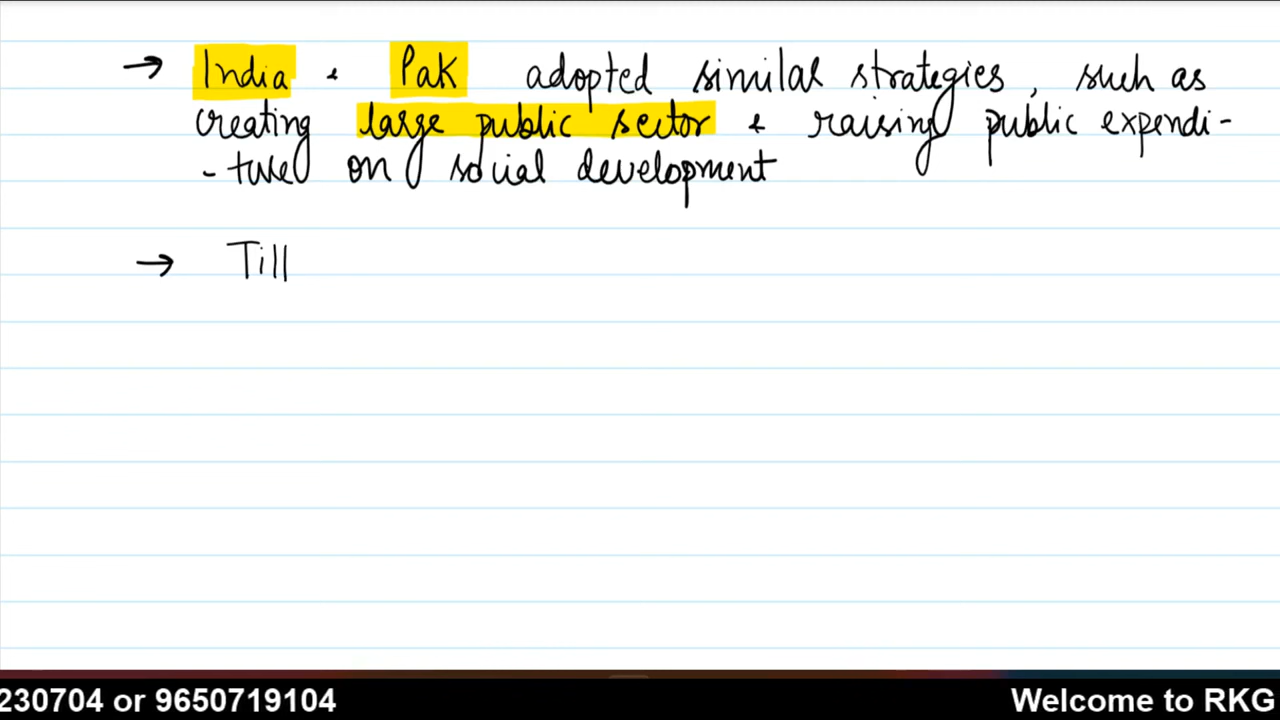 → India & Pak adopted similar strategies, such as
creating large public sector & raising public expendi-
-ture on social development
→ Till
230704 or 9650719104
Welcome to RKG